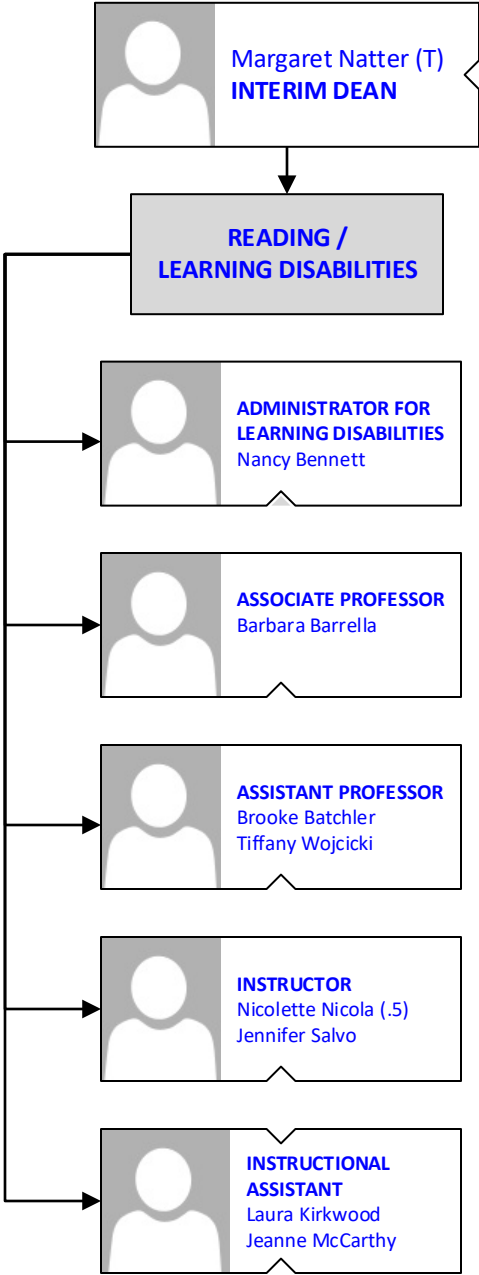 Margaret Natter (T)
INTERIM DEAN
READING /
LEARNING DISABILITIES
ADMINISTRATOR FOR
LEARNING DISABILITIES
Nancy Bennett
ASSOCIATE PROFESSOR
Barbara Barrella
ASSISTANT PROFESSOR
Brooke Batchler
Tiffany Wojcicki
INSTRUCTOR
Nicolette Nicola (.5)
Jennifer Salvo
INSTRUCTIONAL
ASSISTANT
Laura Kirkwood
Jeanne McCarthy